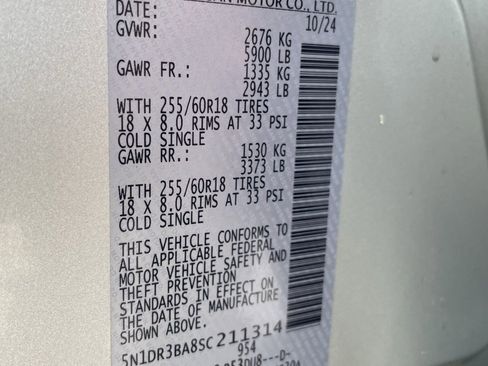 MOTOR CO., LTD.
DATE: 10/24
GVWR: 2676 KG
5900 LB
GAWR FR.: 1335 KG
2943 LB
WITH 255/60R18 TIRES
18 X 8.0 RIMS AT 33 PSI
COLD SINGLE
GAWR RR.: 1530 KG
3373 LB
WITH 255/60R18 TIRES
18 X 8.0 RIMS AT 33 PSI
COLD SINGLE
THIS VEHICLE CONFORMS TO
ALL APPLICABLE FEDERAL
MOTOR VEHICLE SAFETY AND
THEFT PREVENTION
STANDARDS IN EFFECT ON
THE DATE OF MANUFACTURE
SHOWN ABOVE.
5N1DR3BA8SC211314
954